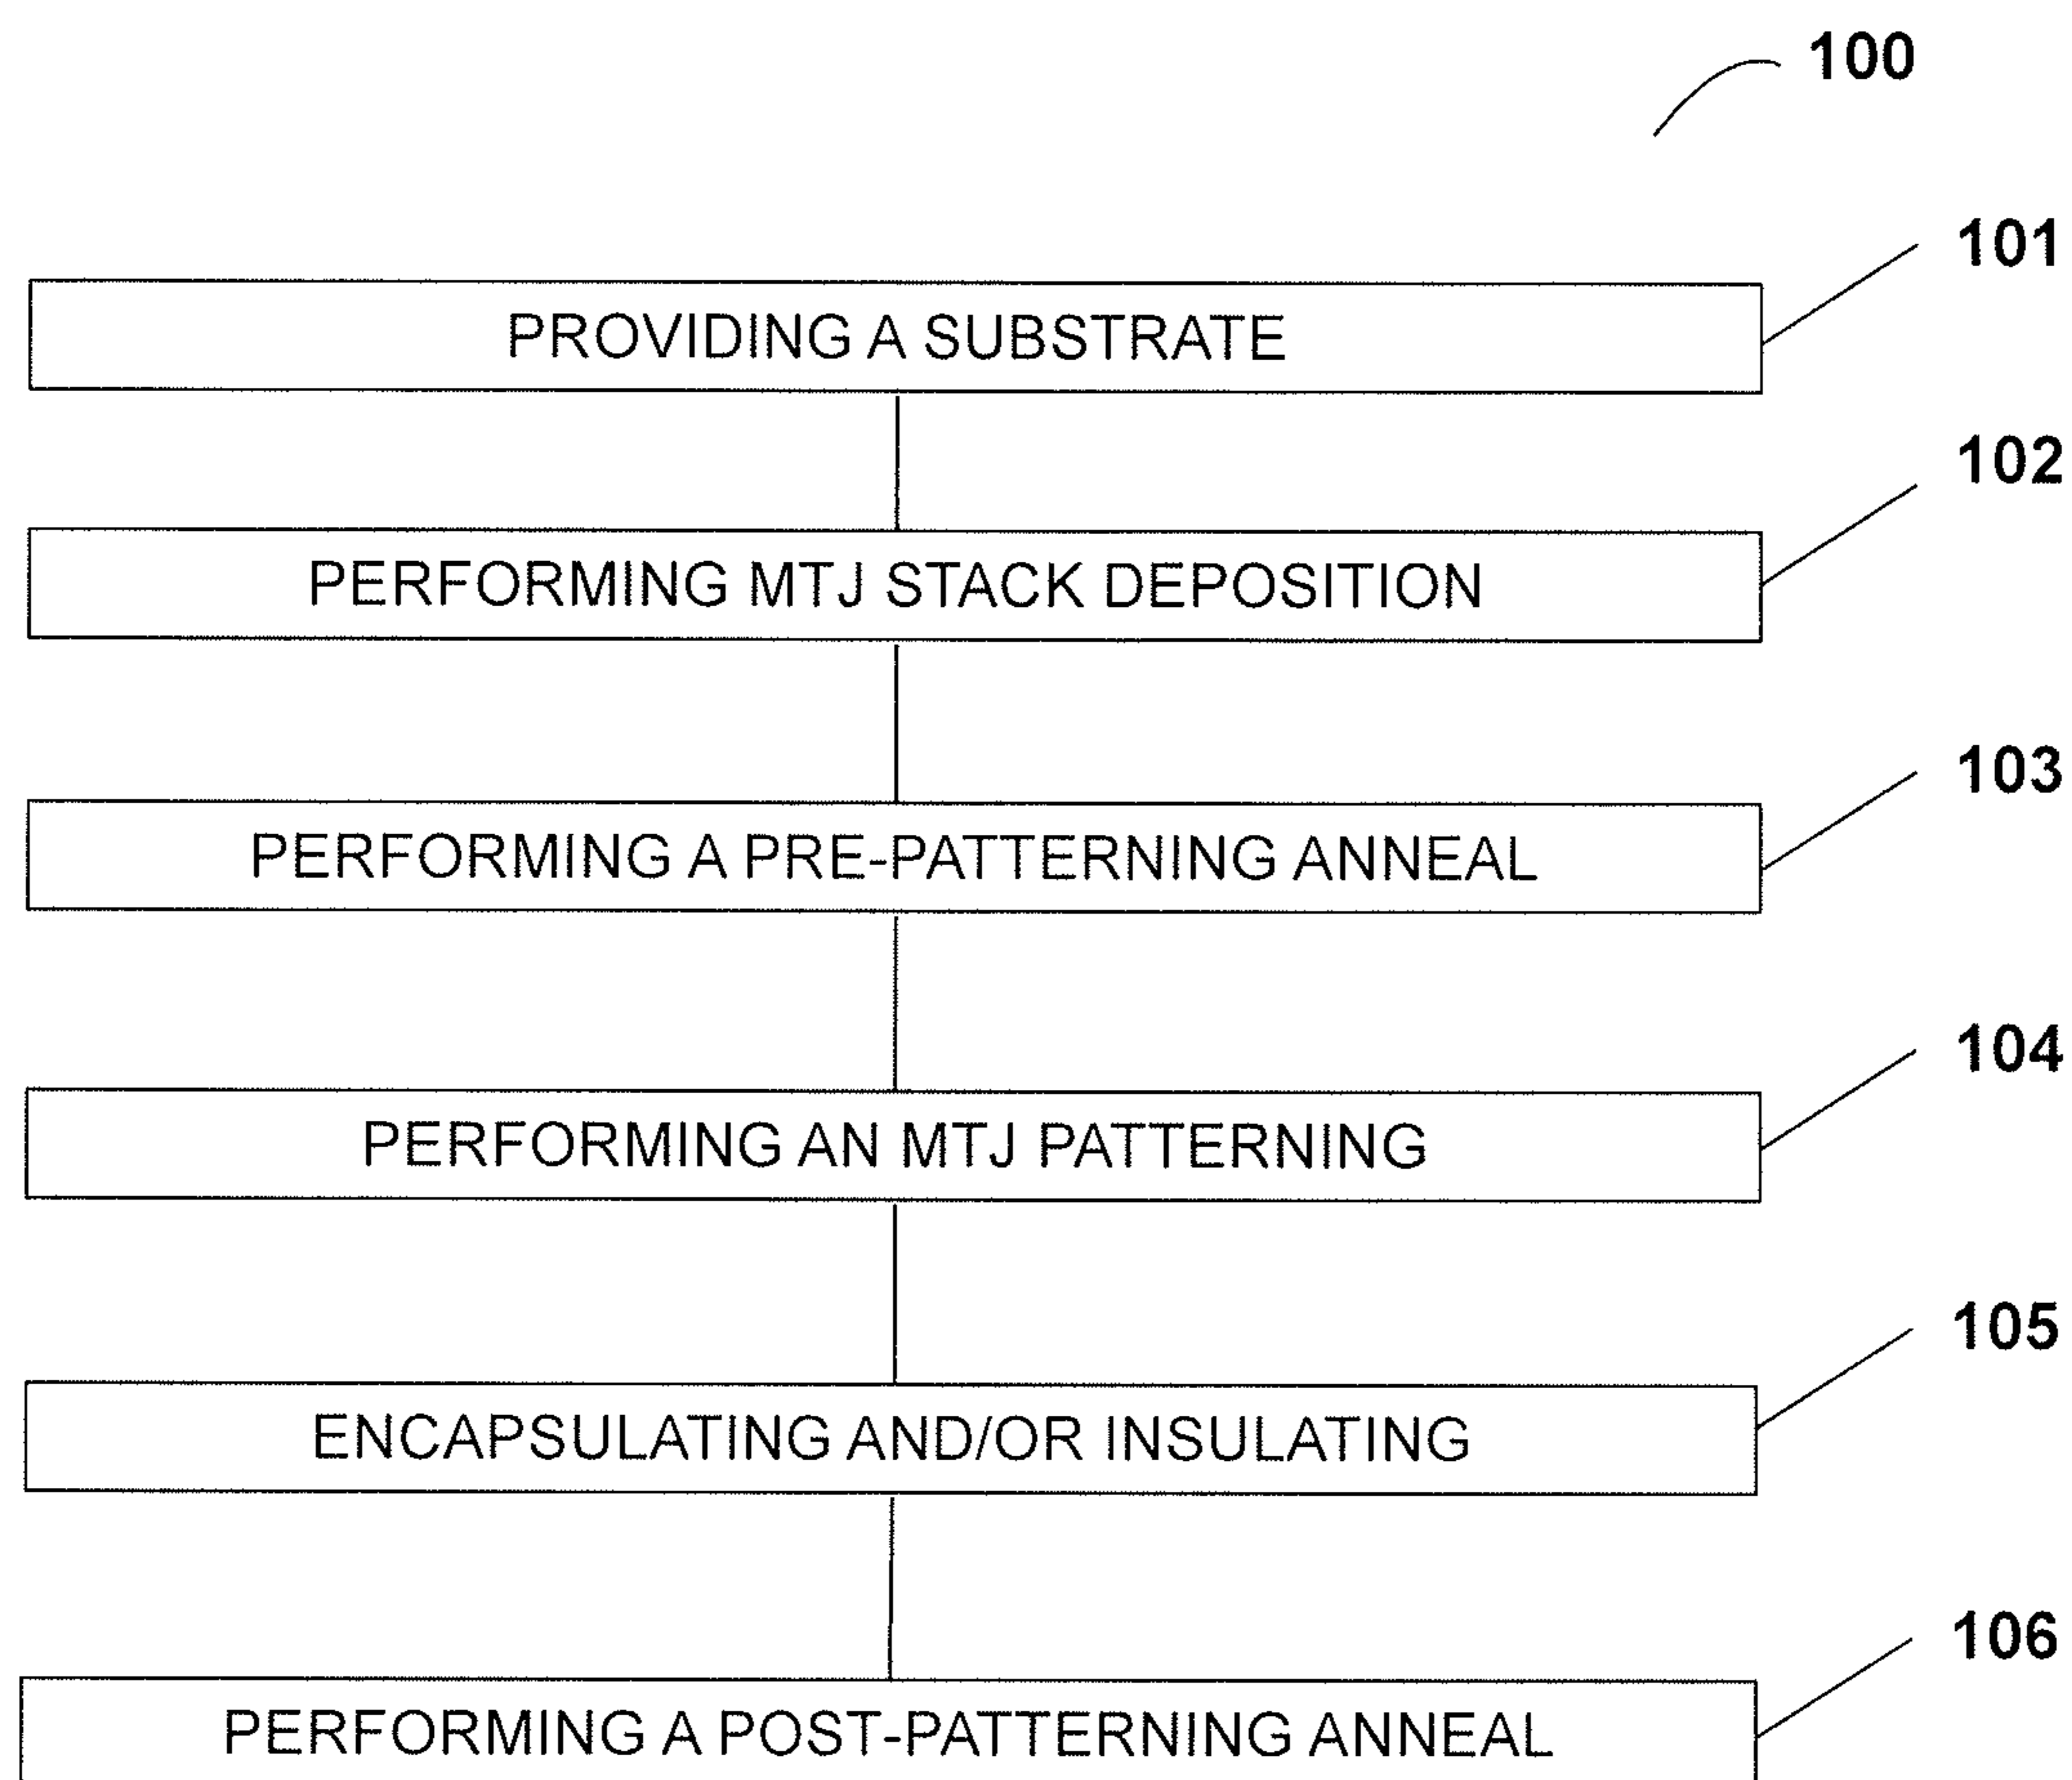 100
101
PROVIDING A SUBSTRATE
102
PERFORMING MTJ STACK DEPOSITION
103
PERFORMING A PRE-PATTERNING ANNEAL
104
PERFORMING AN MTJ PATTERNING
105
ENCAPSULATING AND/OR INSULATING
106
PERFORMING A POST-PATTERNING ANNEAL